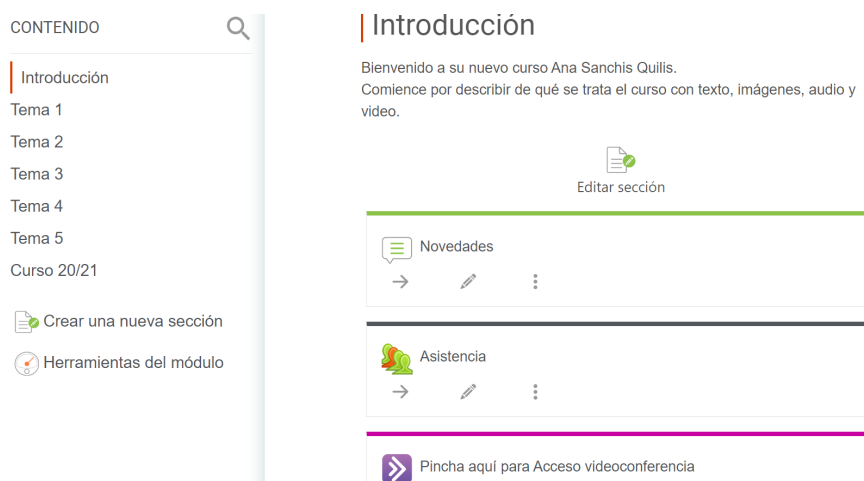 CONTENIDO
Introducción
Tema 1
Tema 2
Tema 3
Tema 4
Tema 5
Curso 20/21
Crear una nueva sección
Herramientas del módulo
Introducción
Bienvenido a su nuevo curso Ana Sanchis Quilis.
Comience por describir de qué se trata el curso con texto, imágenes, audio y
video.
Editar sección
Novedades
Asistencia
Pincha aquí para Acceso videoconferencia